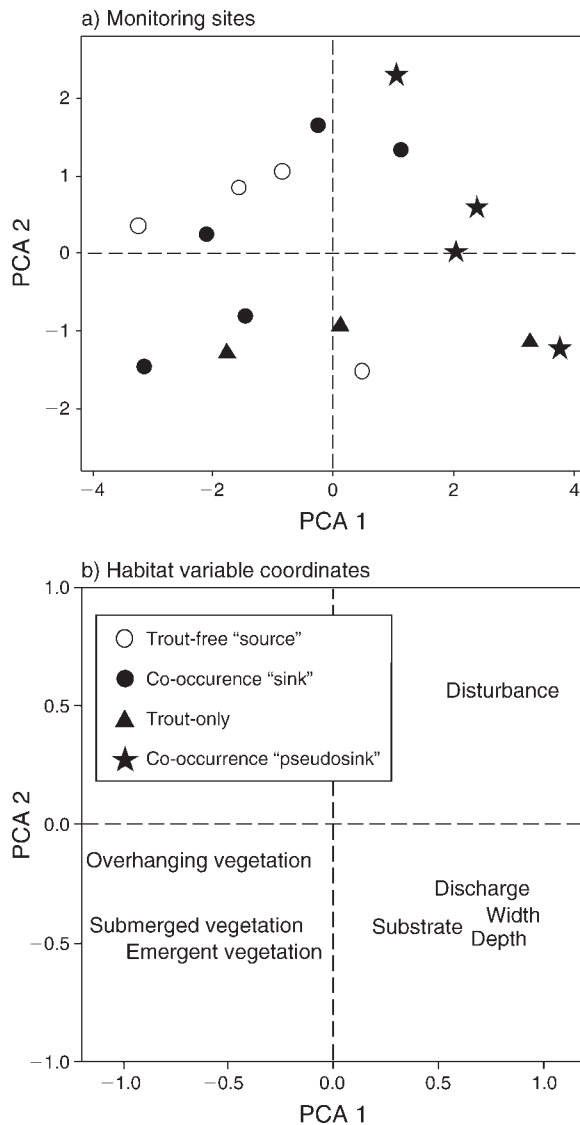 a) Monitoring sites
2
1
0
−1
−2
PCA 2
−4
−2
0
2
4
PCA 1
b) Habitat variable coordinates
1.0
0.5
0.0
−0.5
−1.0
PCA 2
Trout-free “source”
Co-occurence “sink”
Trout-only
Co-occurrence “pseudosink”
Disturbance
Overhanging vegetation
Submerged vegetation
Emergent vegetation
Discharge
Width
Substrate
Depth
−1.0
−0.5
0.0
0.5
1.0
PCA 1